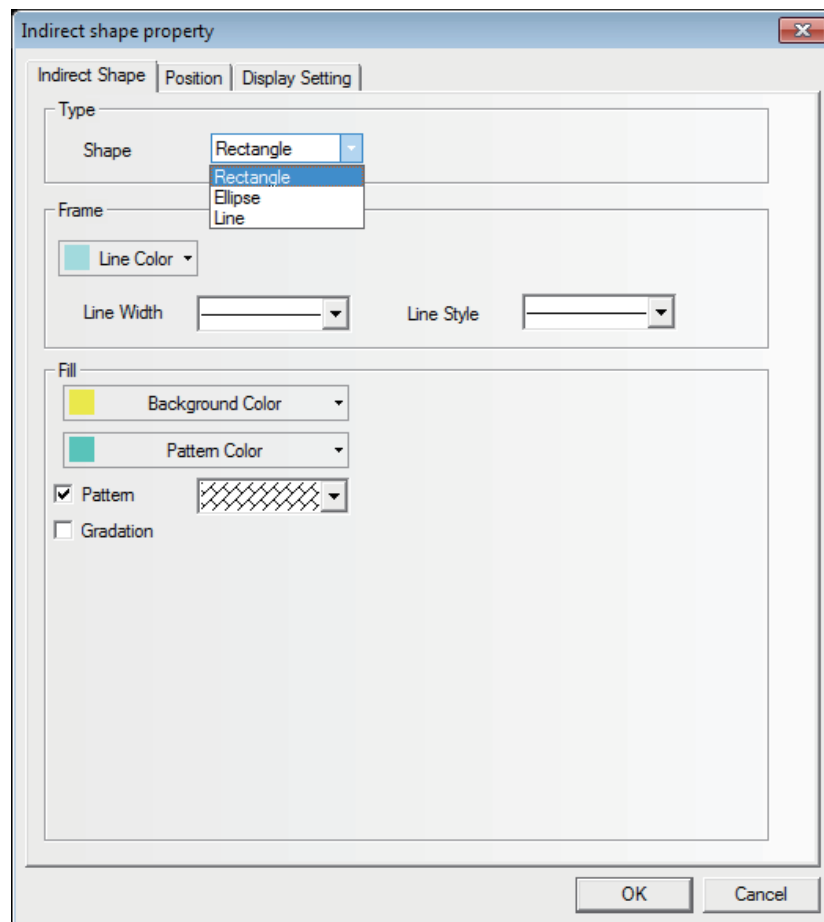 Indirect shape property
Indirect Shape Position Display Setting
Type
Shape Rectangle
Rectangle
Ellipse
Line
Frame
Line Color
Line Width Line Style
Fill
Background Color
Pattern Color
Pattern
Gradation
OK Cancel